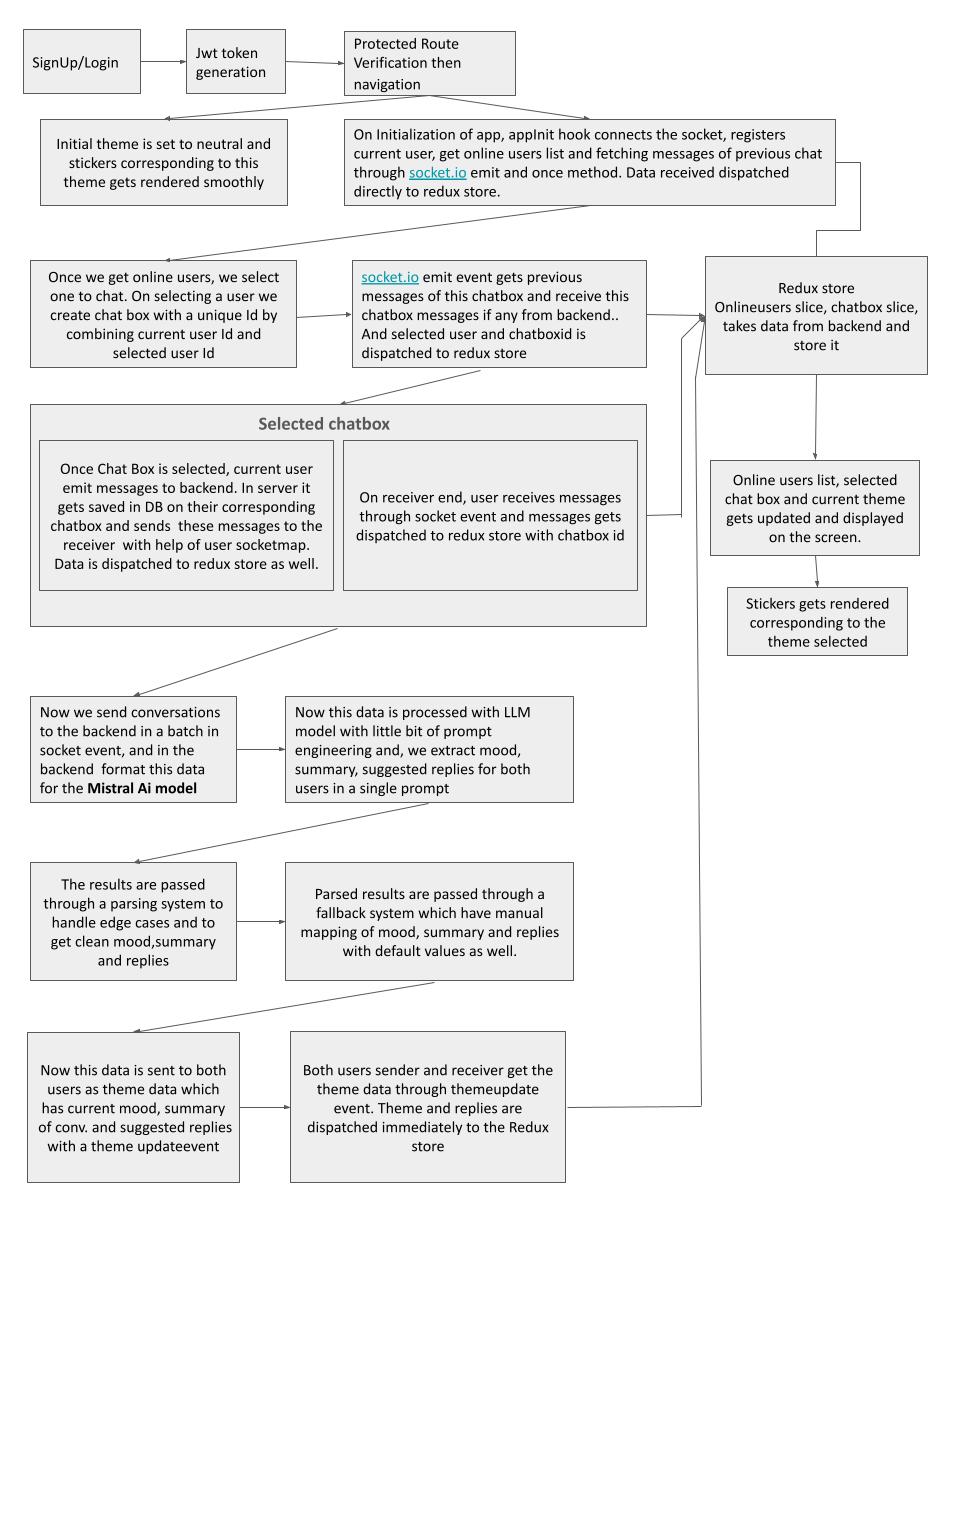 SignUp/Login
Jwt token
generation
Protected Route
Verification then
navigation
Initial theme is set to neutral and
stickers corresponding to this
theme gets rendered smoothly
On Initialization of app, appInit hook connects the socket, registers
current user, get online users list and fetching messages of previous chat
through socket.io emit and once method. Data received dispatched
directly to redux store.
Once we get online users, we select
one to chat. On selecting a user we
create chat box with a unique Id by
combining current user Id and
selected user Id
socket.io emit event gets previous
messages of this chatbox and receive this
chatbox messages if any from backend..
And selected user and chatboxid is
dispatched to redux store
Redux store
Onlineusers slice, chatbox slice,
takes data from backend and
store it
Selected chatbox
Once Chat Box is selected, current user
emit messages to backend. In server it
gets saved in DB on their corresponding
chatbox and sends  these messages to the
receiver  with help of user socketmap.
Data is dispatched to redux store as well.
On receiver end, user receives messages
through socket event and messages gets
dispatched to redux store with chatbox id
Online users list, selected
chat box and current theme
gets updated and displayed
on the screen.
Stickers gets rendered
corresponding to the
theme selected
Now we send conversations
to the backend in a batch in
socket event, and in the
backend  format this data
for the Mistral Ai model
Now this data is processed with LLM
model with little bit of prompt
engineering and, we extract mood,
summary, suggested replies for both
users in a single prompt
The results are passed
through a parsing system to
handle edge cases and to
get clean mood,summary
and replies
Parsed results are passed through a
fallback system which have manual
mapping of mood, summary and replies
with default values as well.
Now this data is sent to both
users as theme data which
has current mood, summary
of conv. and suggested replies
with a theme updateevent
Both users sender and receiver get the
theme data through themeupdate
event. Theme and replies are
dispatched immediately to the Redux
store